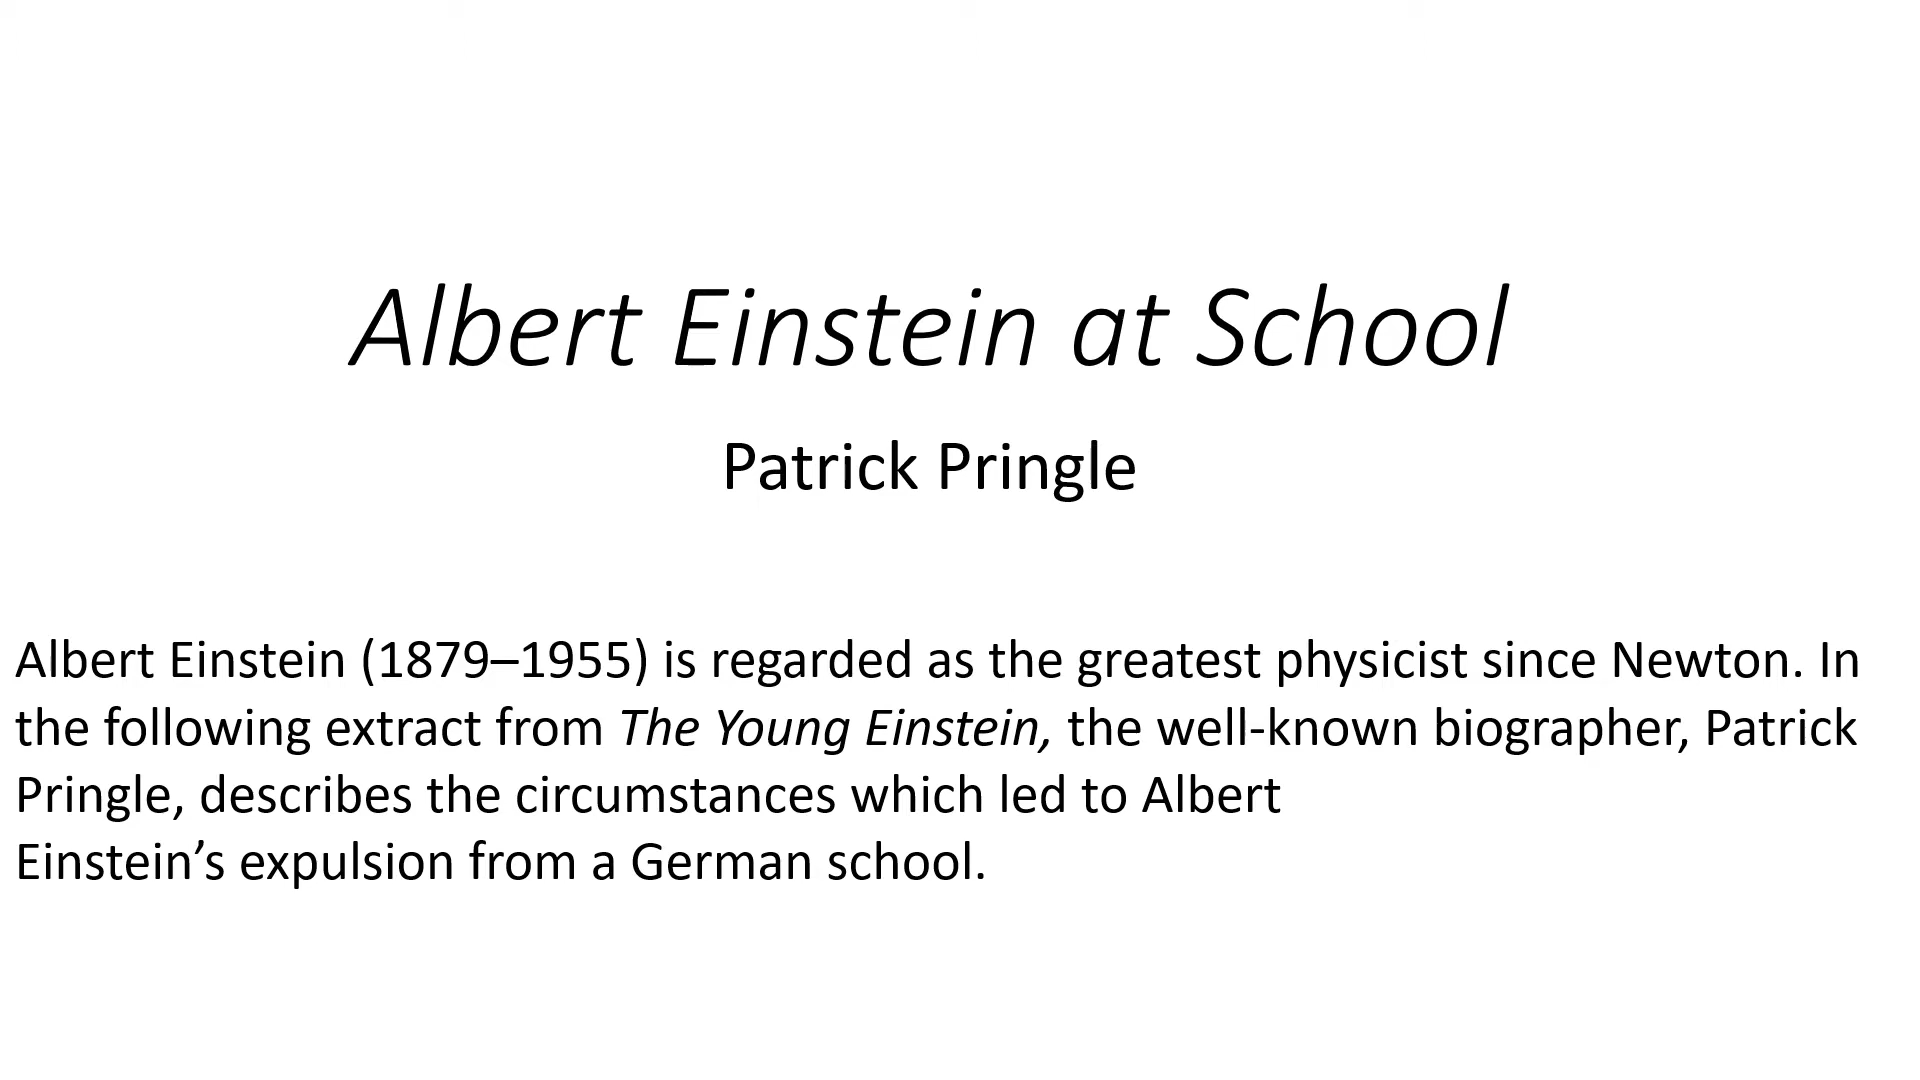 Albert Einstein at School
Patrick Pringle
Albert Einstein (1879–1955) is regarded as the greatest physicist since Newton. In
the following extract from The Young Einstein, the well-known biographer, Patrick
Pringle, describes the circumstances which led to Albert
Einstein’s expulsion from a German school.